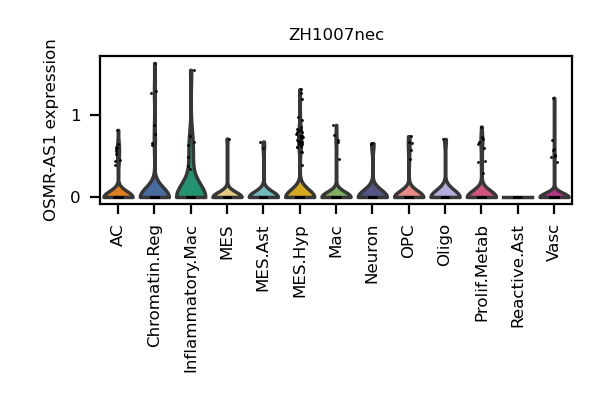 ZH1007nec
OSMR-AS1 expression
1
0
AC
Chromatin.Reg
Inflammatory.Mac
MES
MES.Ast
MES.Hyp
Mac
Neuron
OPC
Oligo
Prolif.Metab
Reactive.Ast
Vasc